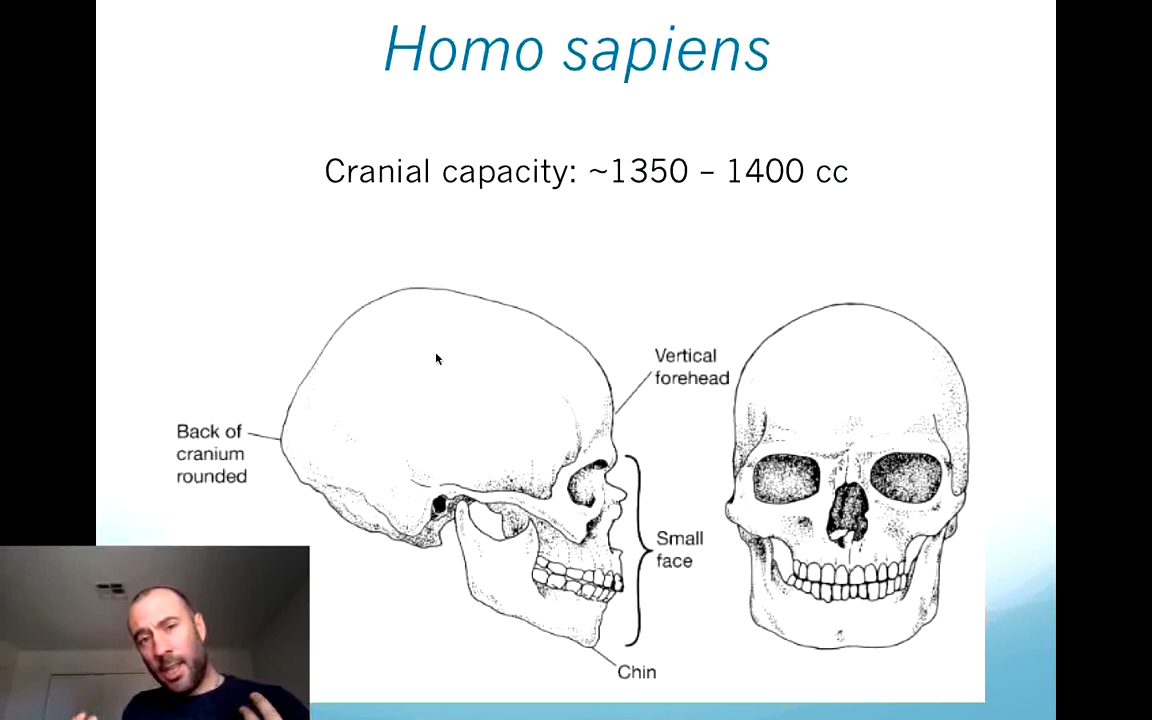 Homo sapiens
Cranial capacity: ~1350 – 1400 cc
Vertical
forehead
Back of
cranium
rounded
Small
face
Chin